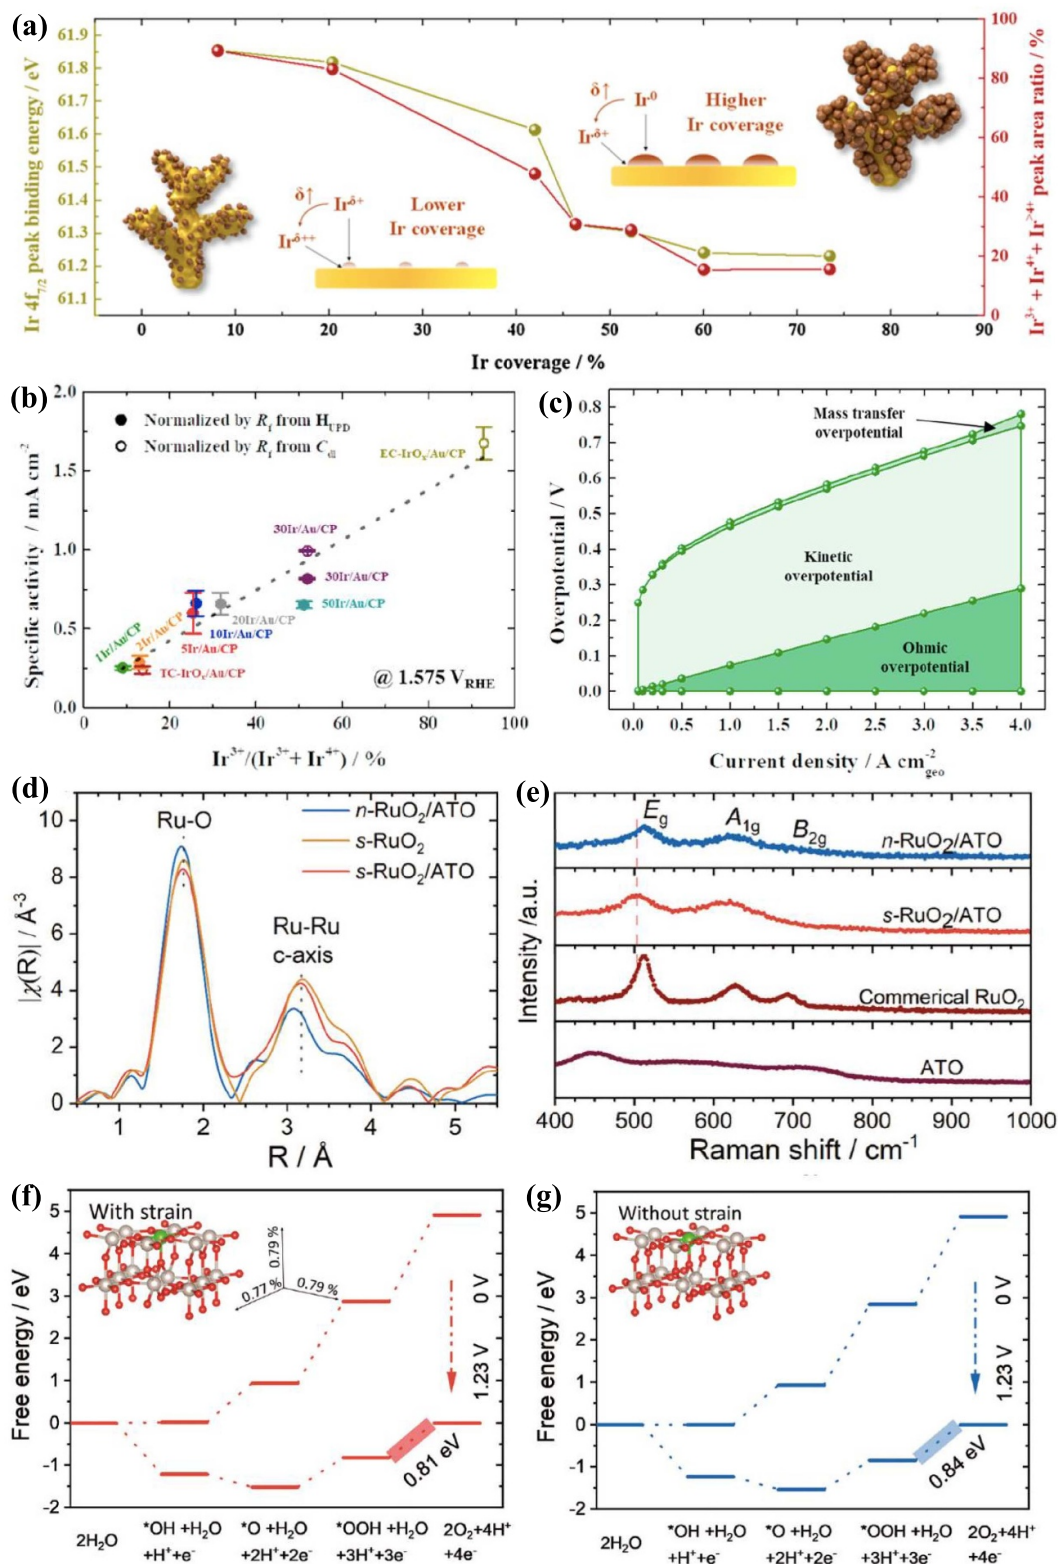 (a)
61.9
61.8
61.7
61.6
61.5
61.4
61.3
61.2
61.1
Ir 4f7/2 peak binding energy / eV
100
80
60
40
20
0
Ir3+ + Ir4+ + Ir>4+ peak area ratio / %
δ↑ Ir0
Irδ+
Higher
Ir coverage
δ↑ Irδ+
Irδ++
Lower
Ir coverage
0 10 20 30 40 50 60 70 80 90
Ir coverage / %
(b)
2.0
1.5
1.0
0.5
0.0
Specific activity / mA cm-2
Normalized by Rf from HUPD
Normalized by Rf from Cdl
EC-IrOx/Au/CP
30Ir/Au/CP
30Ir/Au/CP
50Ir/Au/CP
20Ir/Au/CP
10Ir/Au/CP
5Ir/Au/CP
2Ir/Au/CP
1Ir/Au/CP
TC-IrOx/Au/CP
@ 1.575 VRHE
0 20 40 60 80 100
Ir3+/(Ir3++ Ir4+) / %
(c)
0.8
0.7
0.6
0.5
0.4
0.3
0.2
0.1
0.0
Overpotential / V
Mass transfer
overpotential
Kinetic
overpotential
Ohmic
overpotential
0.0 0.5 1.0 1.5 2.0 2.5 3.0 3.5 4.0
Current density / A cm-2geo
(d)
10
8
6
4
2
0
|χ(R)| / Å-3
Ru-O
n-RuO2/ATO
s-RuO2
s-RuO2/ATO
Ru-Ru
c-axis
1 2 3 4 5
R / Å
(e)
Intensity /a.u.
Eg A1g B2g
n-RuO2/ATO
s-RuO2/ATO
Commerical RuO2
ATO
400 500 600 700 800 900 1000
Raman shift / cm-1
(f)
5
4
3
2
1
0
-1
-2
Free energy / eV
With strain
0.79 %
0.77 %
0.79 %
0 V
1.23 V
0.81 eV
2H2O
*OH +H2O
+H++e-
*O +H2O
+2H++2e-
*OOH +H2O
+3H++3e-
2O2+4H+
+4e-
(g)
5
4
3
2
1
0
-1
-2
Free energy / eV
Without strain
0 V
1.23 V
0.84 eV
2H2O
*OH +H2O
+H++e-
*O +H2O
+2H++2e-
*OOH +H2O
+3H++3e-
2O2+4H+
+4e-